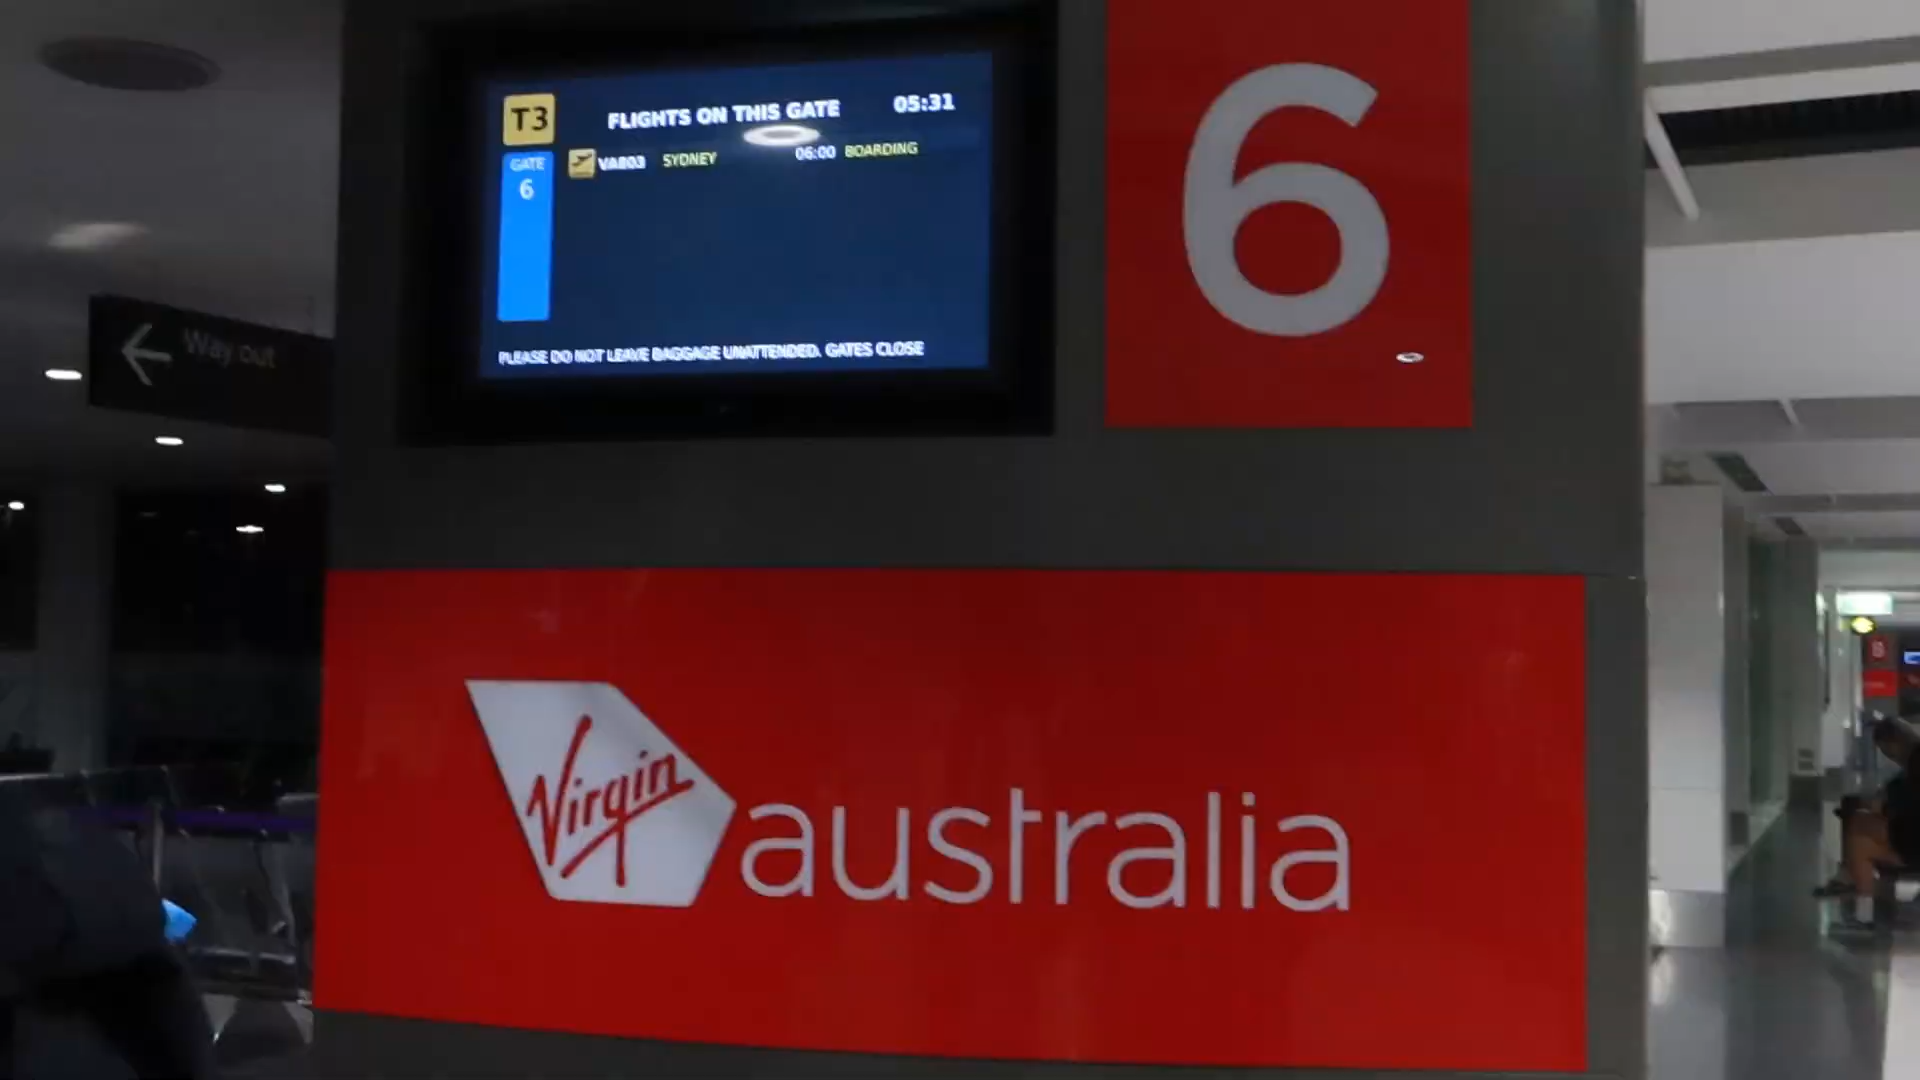 T3
FLIGHTS ON THIS GATE
05:31
GATE
6
VA803 SYDNEY 06:00 BOARDING
PLEASE DO NOT LEAVE BAGGAGE UNATTENDED. GATES CLOSE
6
Way out
Virgin
australia